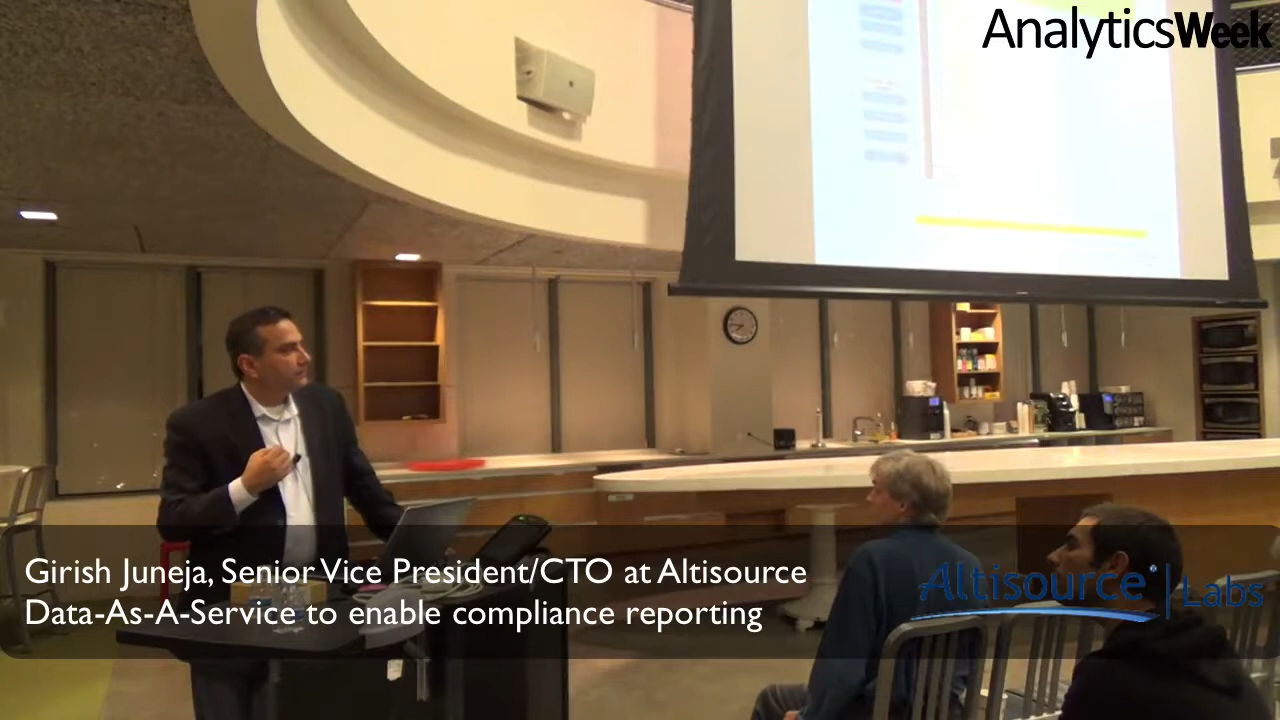 AnalyticsWeek
Girish Juneja, Senior Vice President/CTO at Altisource
Data-As-A-Service to enable compliance reporting
Altisource® | Labs